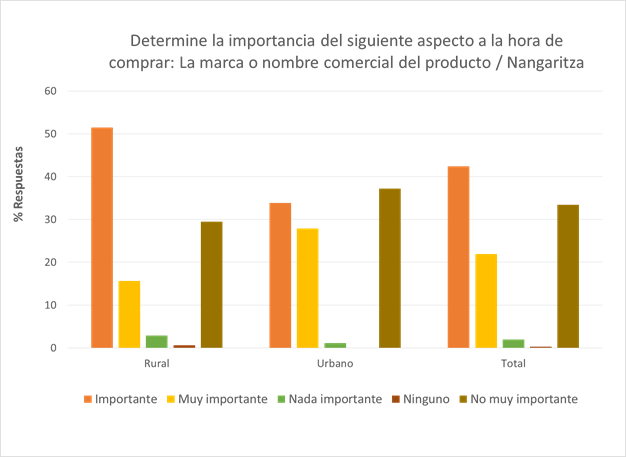 Determine la importancia del siguiente aspecto a la hora de
comprar: La marca o nombre comercial del producto / Nangaritza
% Respuestas
60
50
40
30
20
10
0
Rural Urbano Total
Importante Muy importante Nada importante Ninguno No muy importante